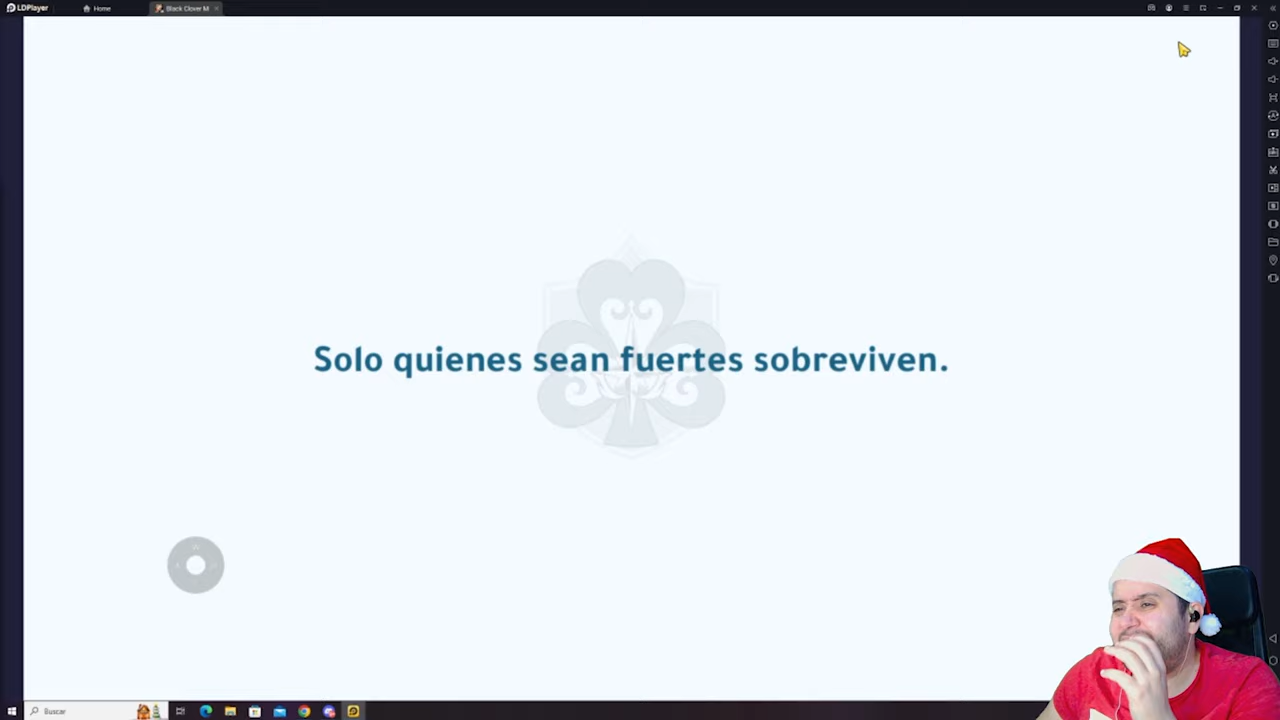 LDPlayer
Home
Black Clover M
Solo quienes sean fuertes sobreviven.
Buscar